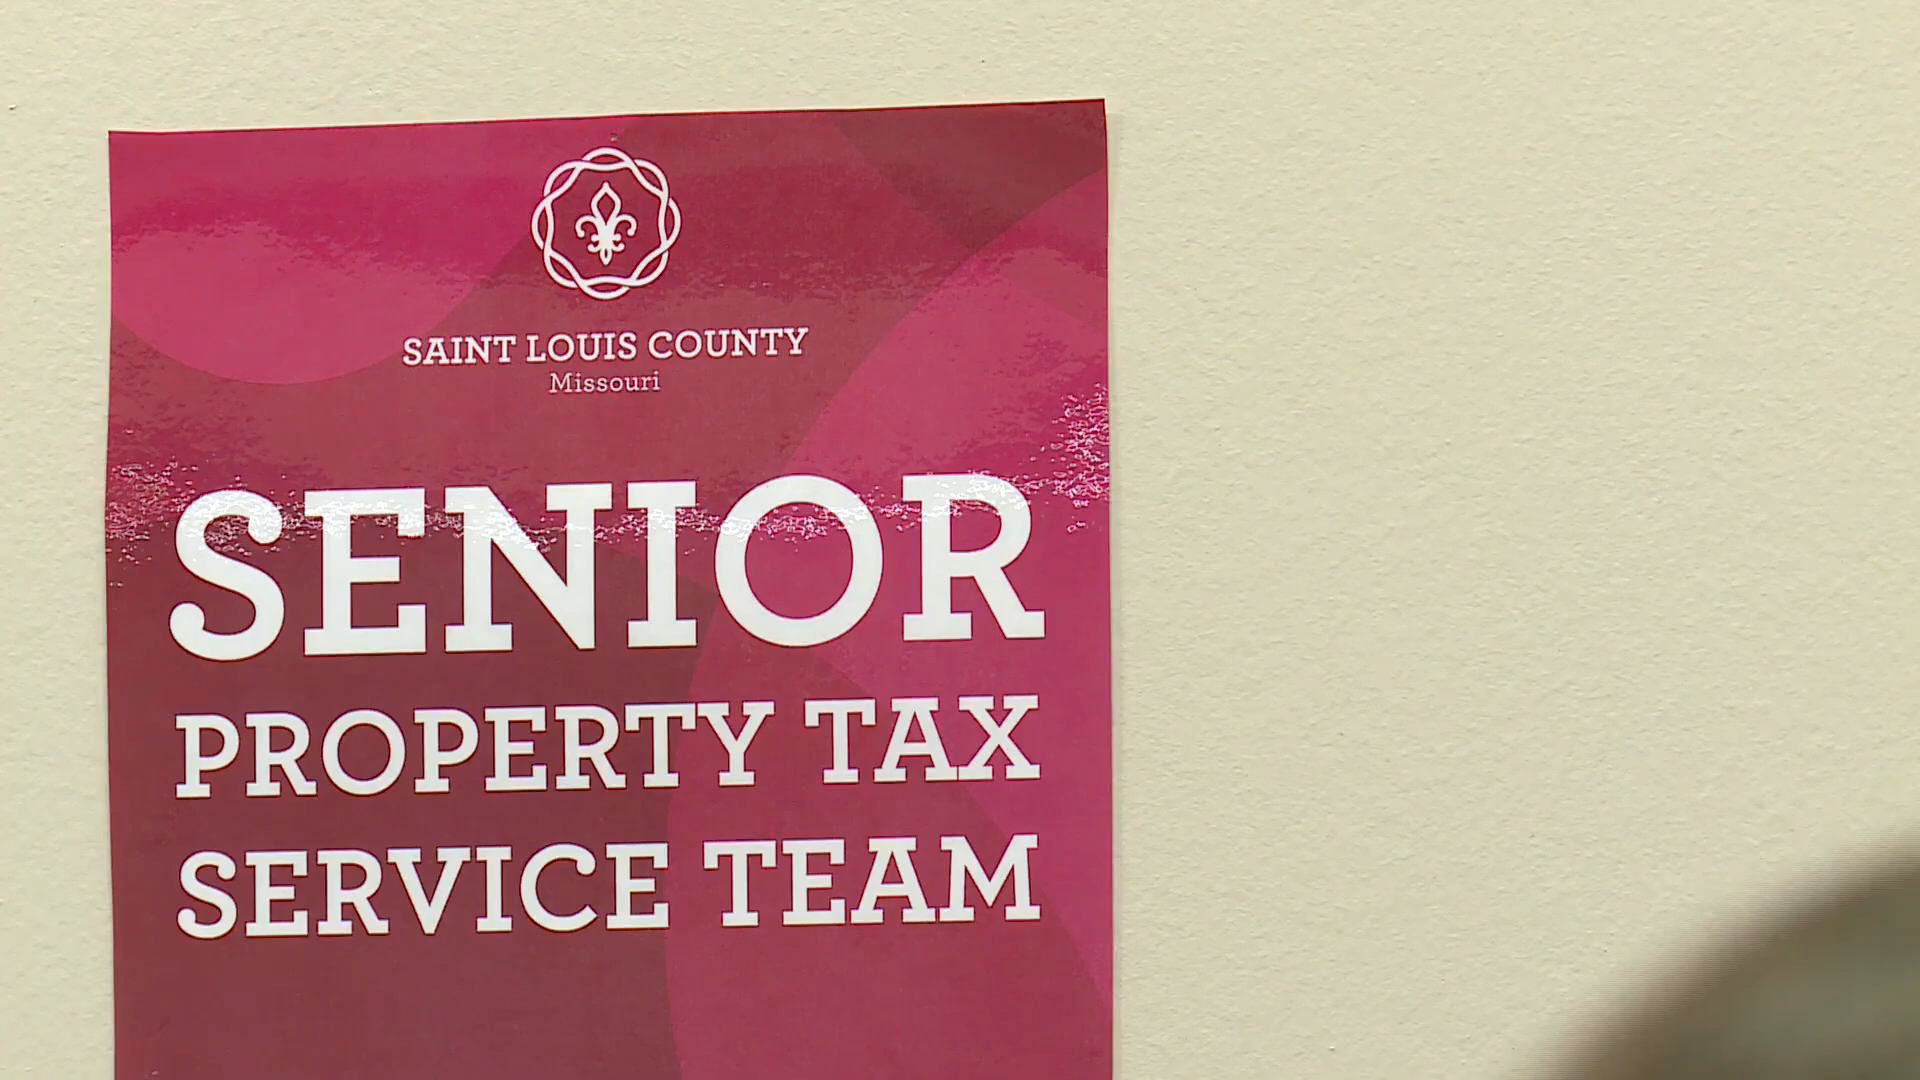 SAINT LOUIS COUNTY
Missouri
SENIOR
PROPERTY TAX
SERVICE TEAM